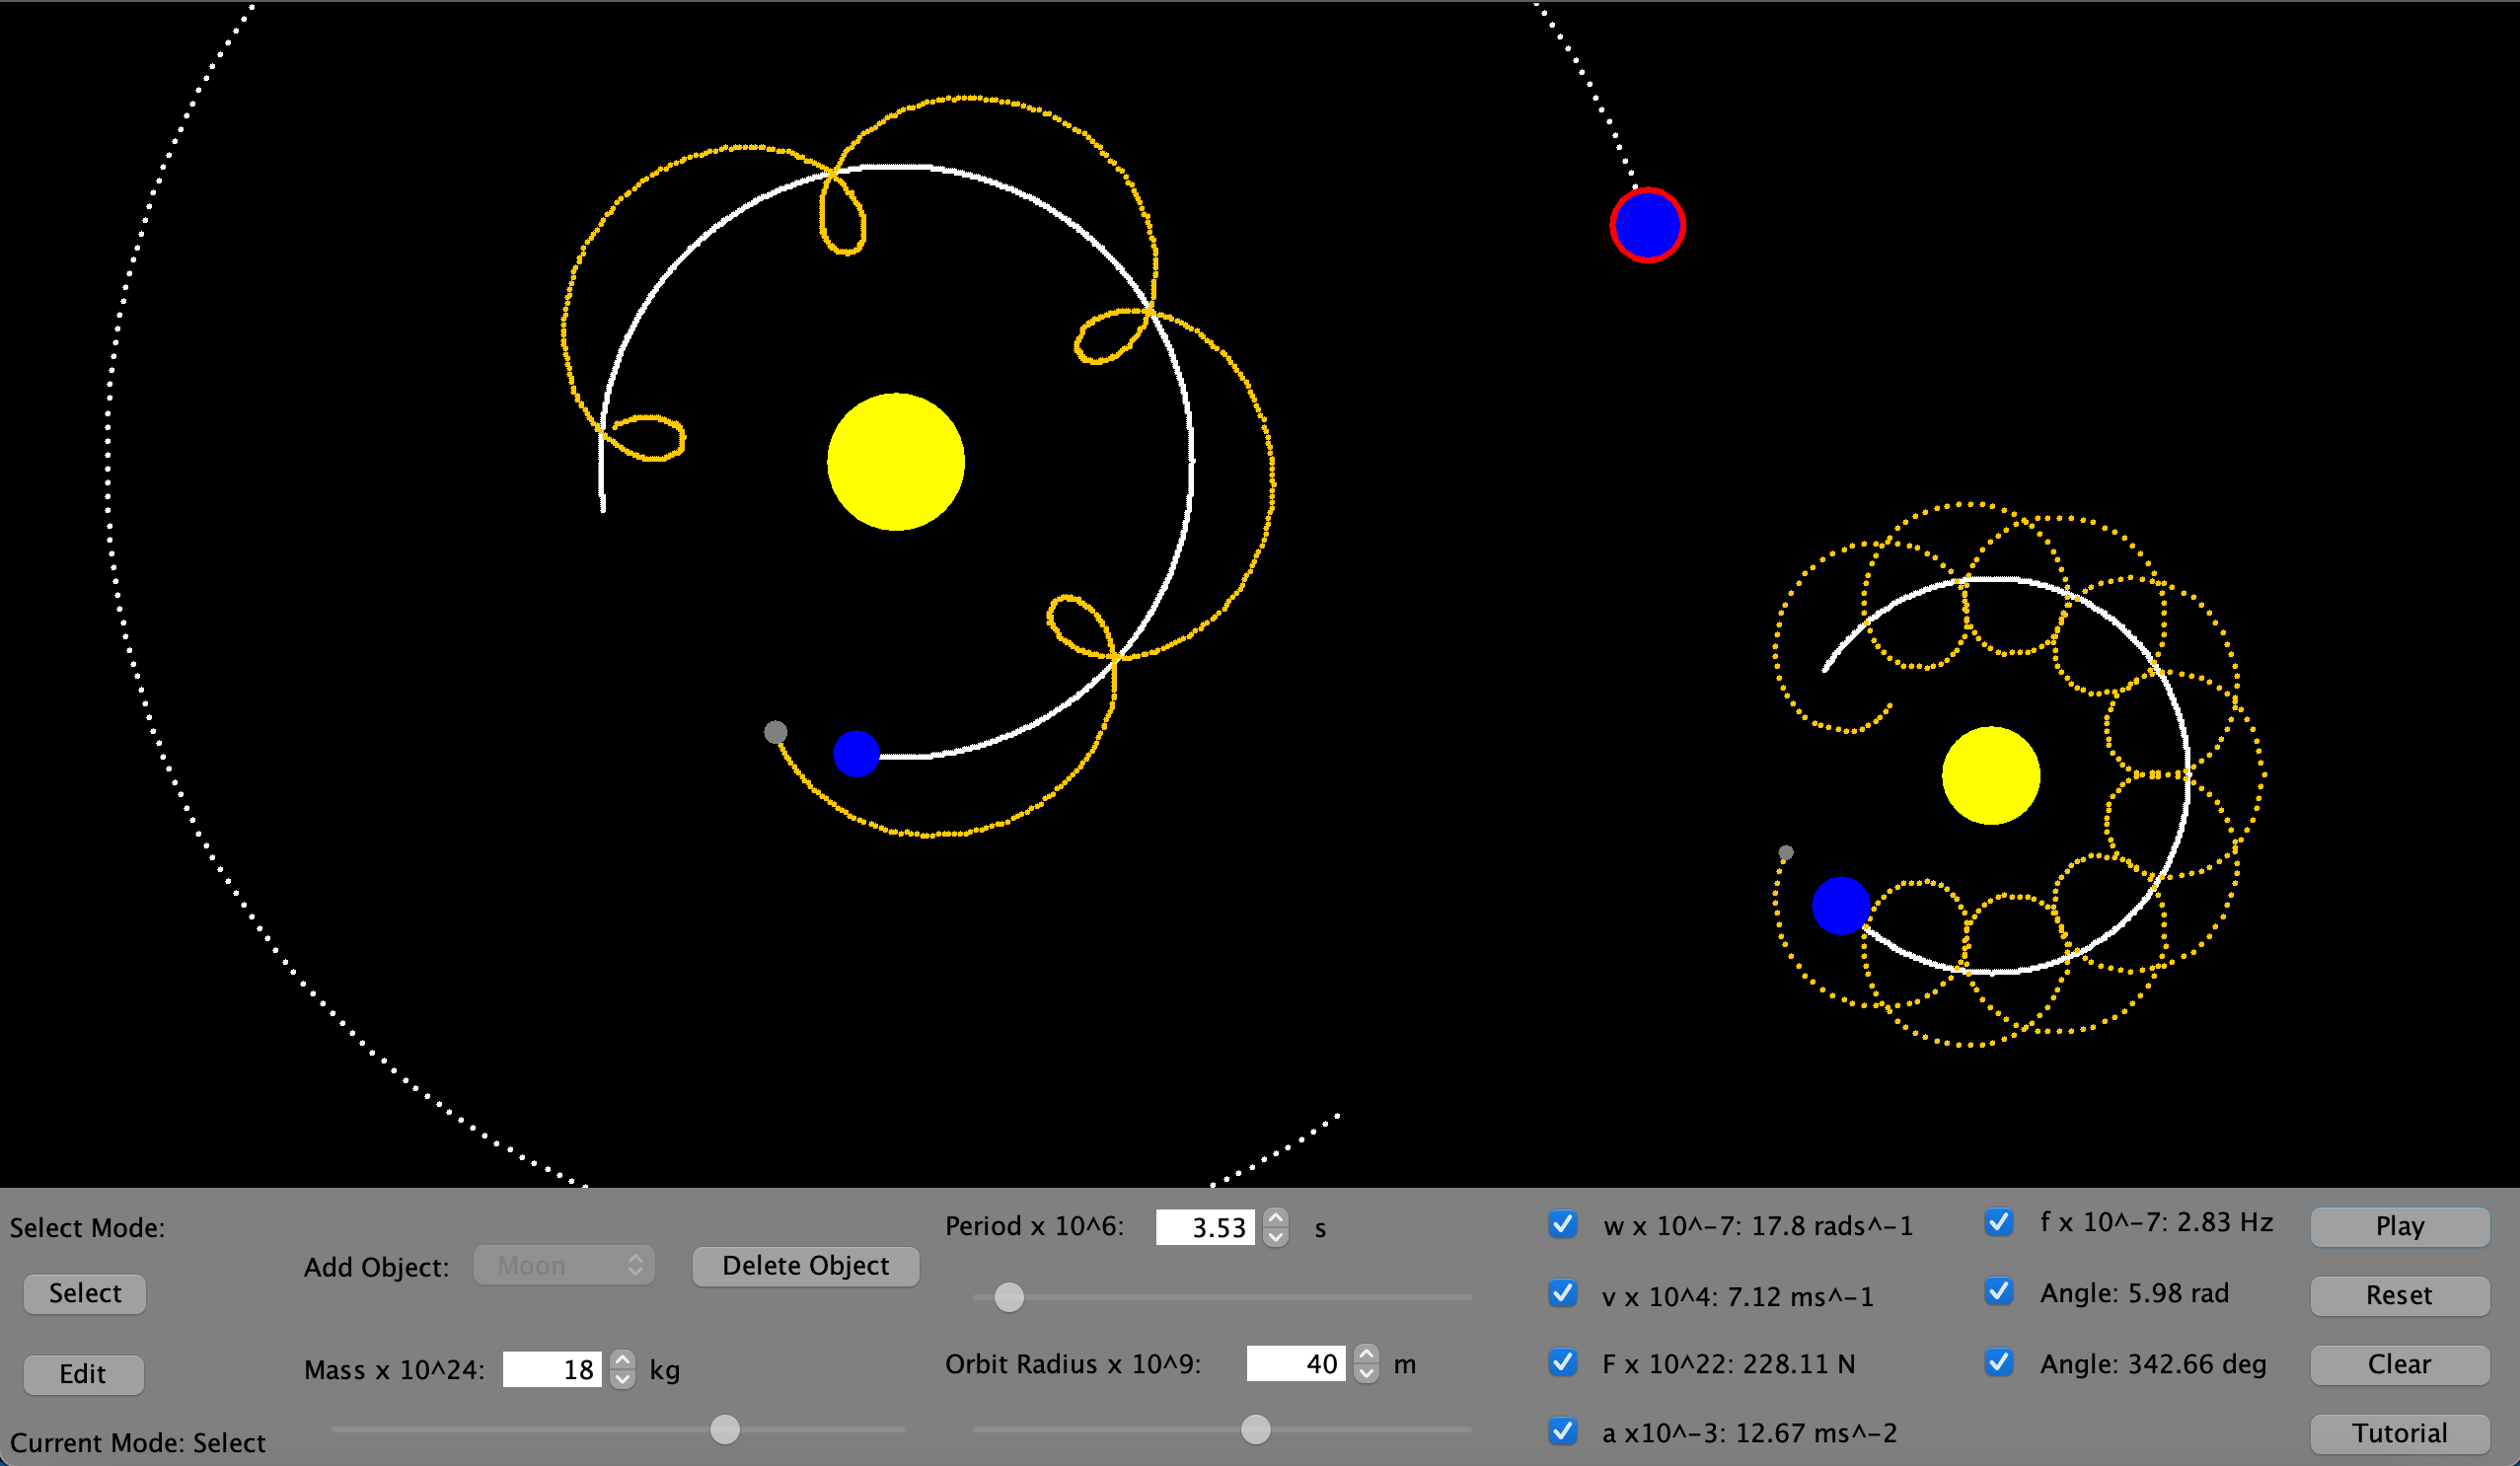 Select Mode:
Select
Edit
Current Mode: Select
Add Object:
Moon
Delete Object
Mass x 10^24:
18
kg
Period x 10^6:
3.53
s
Orbit Radius x 10^9:
40
m
w x 10^-7: 17.8 rads^-1
v x 10^4: 7.12 ms^-1
F x 10^22: 228.11 N
a x10^-3: 12.67 ms^-2
f x 10^-7: 2.83 Hz
Angle: 5.98 rad
Angle: 342.66 deg
Play
Reset
Clear
Tutorial